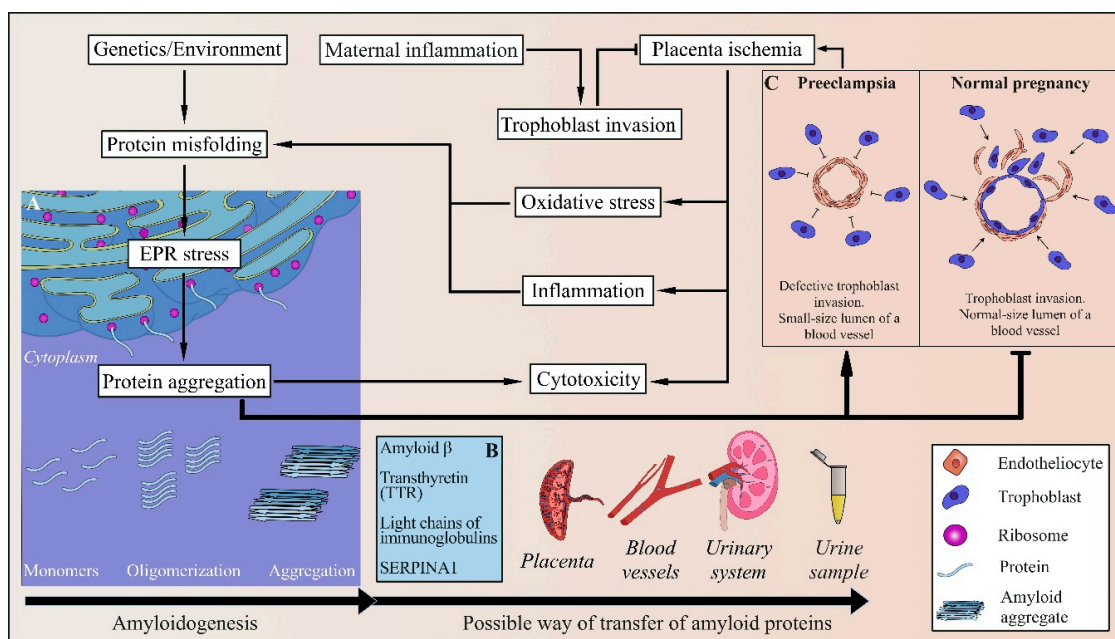 Genetics/Environment
Maternal inflammation
Placenta ischemia
Trophoblast invasion
Protein misfolding
Oxidative stress
Inflammation
A
EPR stress
Cytoplasm
Protein aggregation
Cytotoxicity
C
Preeclampsia
Normal pregnancy
Defective trophoblast
invasion.
Small-size lumen of a
blood vessel
Trophoblast invasion.
Normal-size lumen of
a blood vessel
Monomers
Oligomerization
Aggregation
B
Amyloid β
Transthyretin
(TTR)
Light chains of
immunoglobulins
SERPINA1
Placenta
Blood
vessels
Urinary
system
Urine
sample
Endotheliocyte
Trophoblast
Ribosome
Protein
Amyloid
aggregate
Amyloidogenesis
Possible way of transfer of amyloid proteins